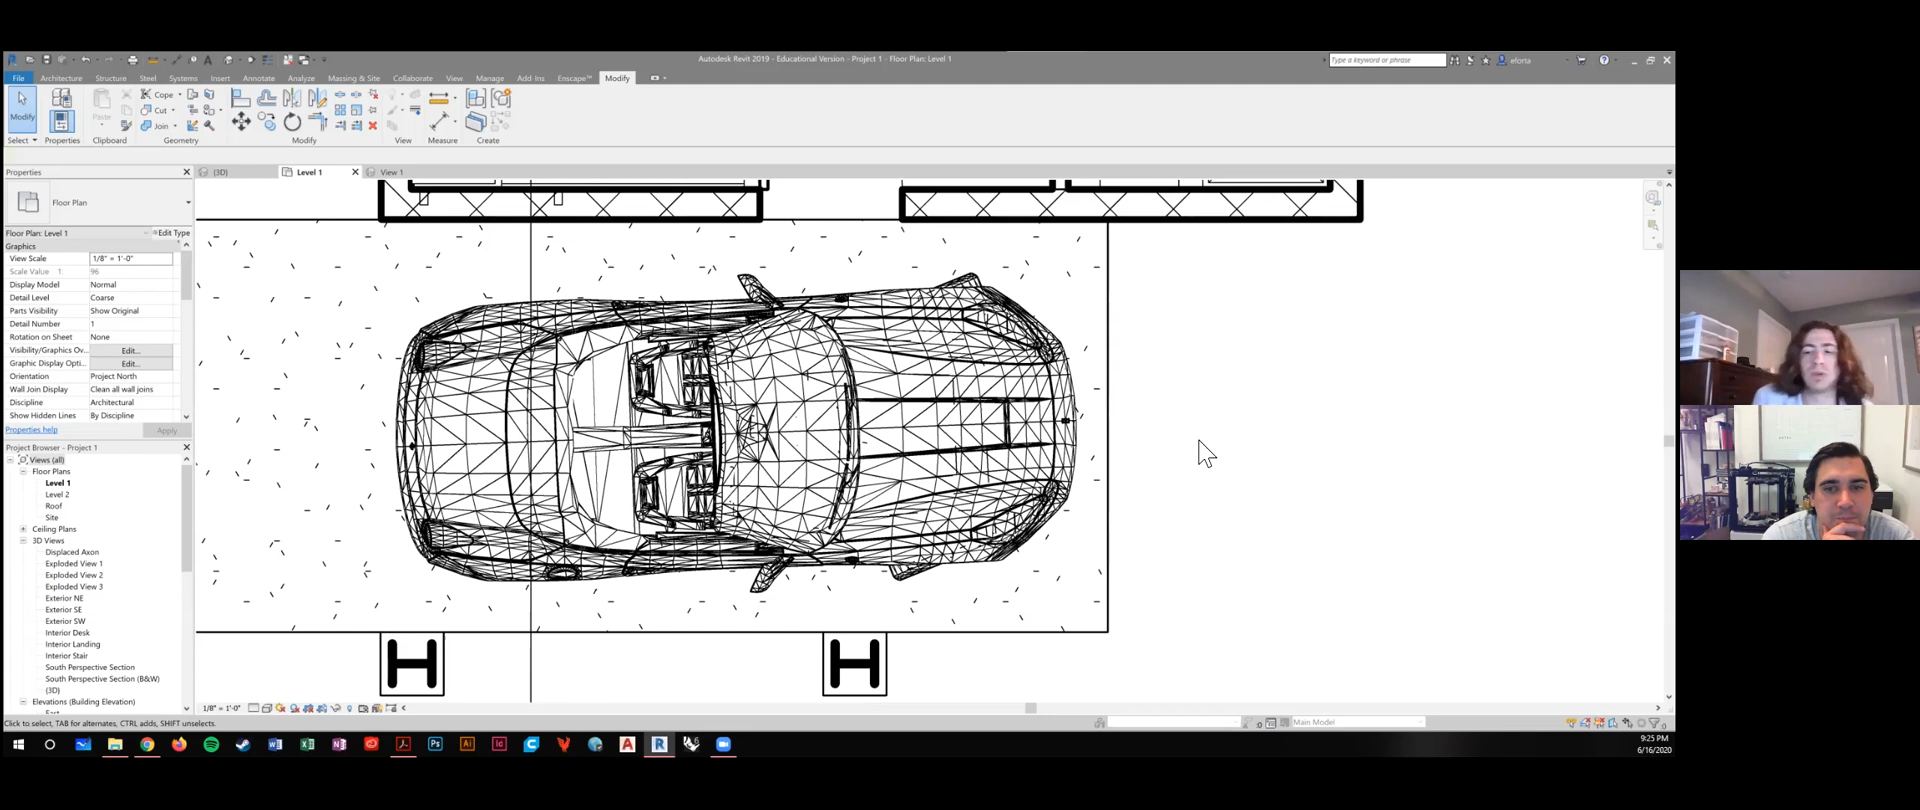 Autodesk Revit 2019 - Educational Version - Project 1 - Floor Plan: Level 1
Type a keyword or phrase
eforta
File Architecture Structure Steel Systems Insert Annotate Analyze Massing & Site Collaborate View Manage Add-Ins Enscape™ Modify
Modify
Paste
Cope
Cut
Join
Select Properties Clipboard Geometry Modify View Measure Create
Properties
(3D)
Level 1
View 1
Floor Plan
Floor Plan: Level 1
Edit Type
Graphics
View Scale 1/8" = 1'-0"
Scale Value 1: 96
Display Model Normal
Detail Level Coarse
Parts Visibility Show Original
Detail Number 1
Rotation on Sheet None
Visibility/Graphics Ov... Edit...
Graphic Display Opti... Edit...
Orientation Project North
Wall Join Display Clean all wall joins
Discipline Architectural
Show Hidden Lines By Discipline
Properties help
Apply
Project Browser - Project 1
Views (all)
Floor Plans
Level 1
Level 2
Roof
Site
Ceiling Plans
3D Views
Displaced Axon
Exploded View 1
Exploded View 2
Exploded View 3
Exterior NE
Exterior SE
Exterior SW
Interior Desk
Interior Landing
Interior Stair
South Perspective Section
South Perspective Section (B&W)
(3D)
Elevations (Building Elevation)
1/8" = 1'-0"
Click to select, TAB for alternates, CTRL adds, SHIFT unselects.
:0
Main Model
:0
9:25 PM
6/16/2020